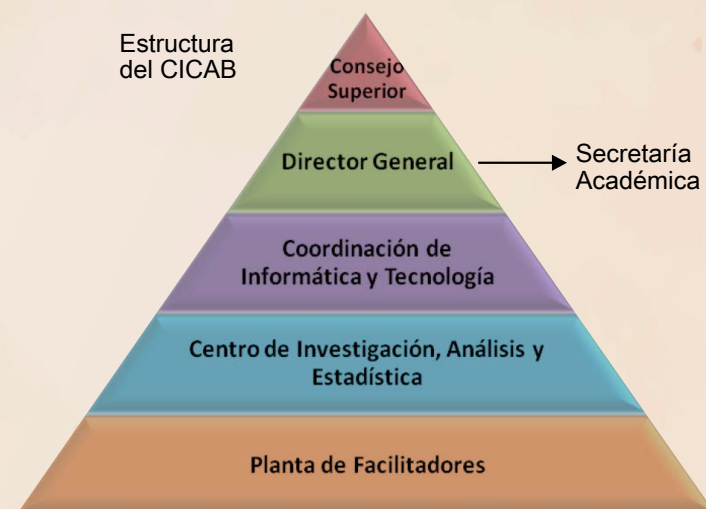 Estructura
del CICAB
Consejo
Superior
Director General
Secretaría
Académica
Coordinación de
Informática y Tecnología
Centro de Investigación, Análisis y
Estadística
Planta de Facilitadores